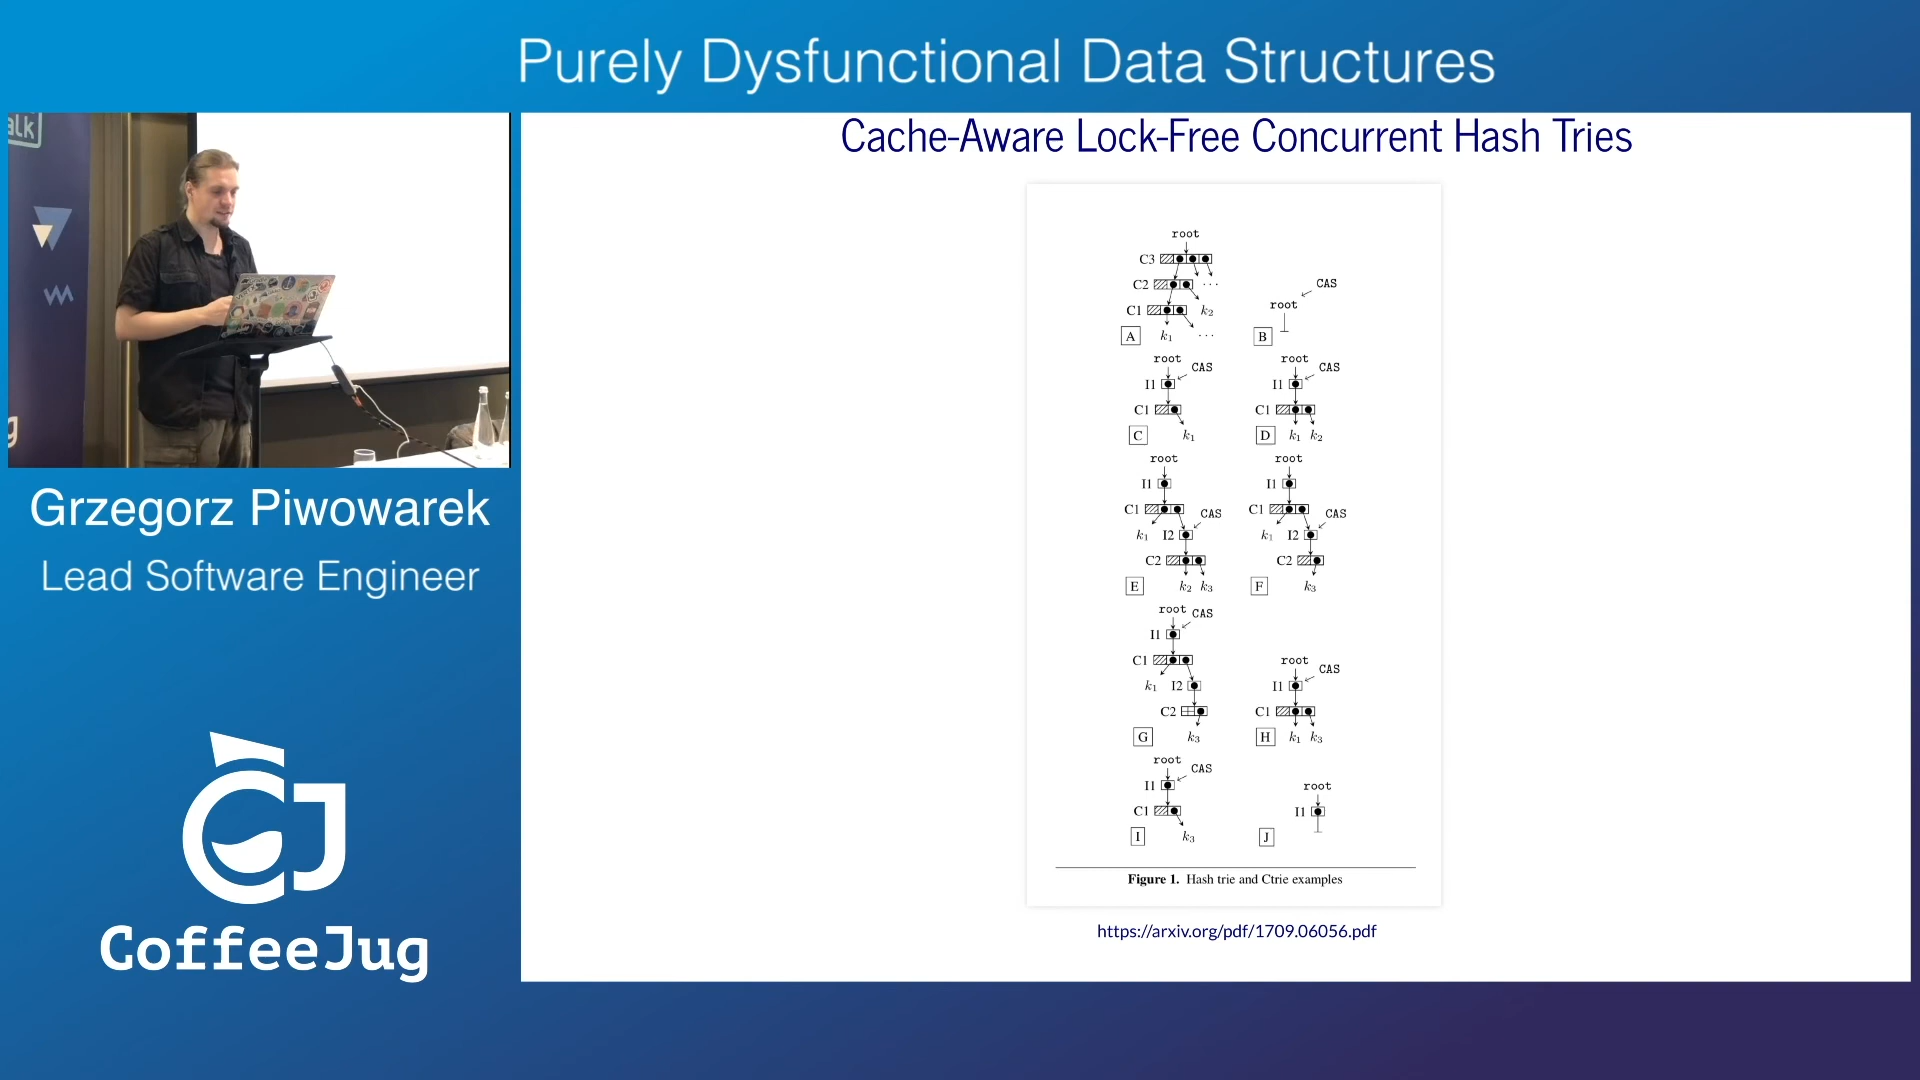 Purely Dysfunctional Data Structures
alk
g
Grzegorz Piwowarek
Lead Software Engineer
CJ
CoffeeJug
Cache-Aware Lock-Free Concurrent Hash Tries
root
C3
C2 ...
C1 k2
A k1 ...
CAS
root
B
root CAS
I1
C1
C k1
root CAS
I1
C1
D k1 k2
root
I1
C1 CAS
k1 I2
C2
E k2 k3
root
I1
C1 CAS
k1 I2
C2
F k3
root CAS
I1
C1
k1 I2
C2
G k3
root CAS
I1
C1
H k1 k3
root CAS
I1
C1
I k3
root
I1
J
Figure 1. Hash trie and Ctrie examples
https://arxiv.org/pdf/1709.06056.pdf